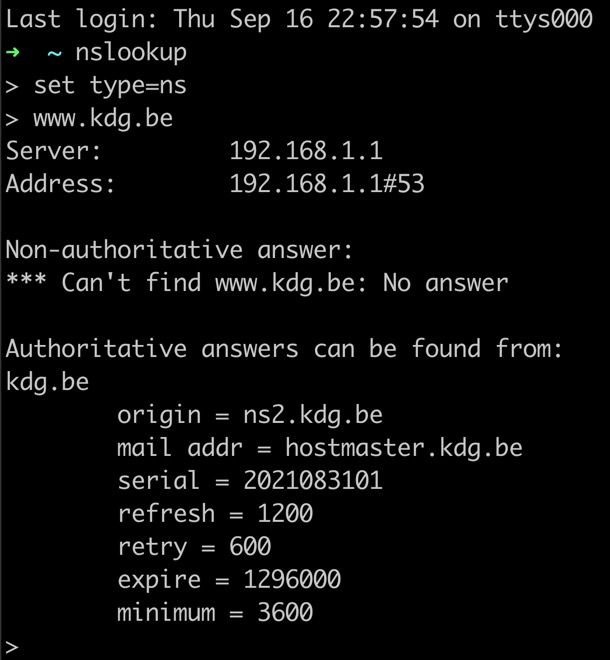 Last login: Thu Sep 16 22:57:54 on ttys000
➜  ~ nslookup
> set type=ns
> www.kdg.be
Server:         192.168.1.1
Address:        192.168.1.1#53

Non-authoritative answer:
*** Can't find www.kdg.be: No answer

Authoritative answers can be found from:
kdg.be
        origin = ns2.kdg.be
        mail addr = hostmaster.kdg.be
        serial = 2021083101
        refresh = 1200
        retry = 600
        expire = 1296000
        minimum = 3600
>